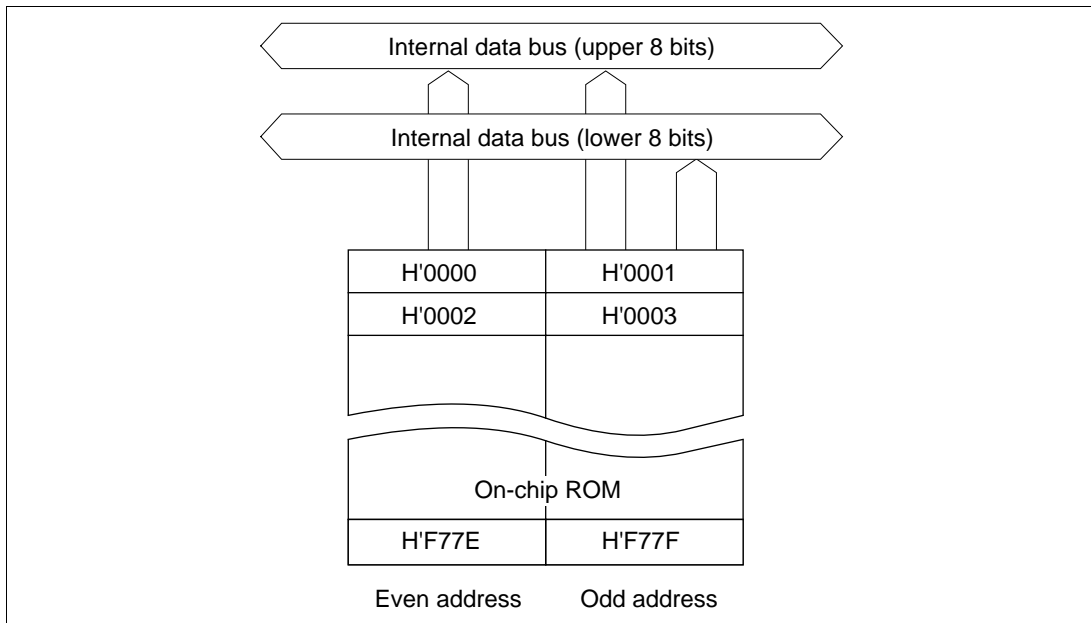 Internal data bus (upper 8 bits)
Internal data bus (lower 8 bits)
H'0000 H'0001
H'0002 H'0003
On-chip ROM
H'F77E H'F77F
Even address Odd address